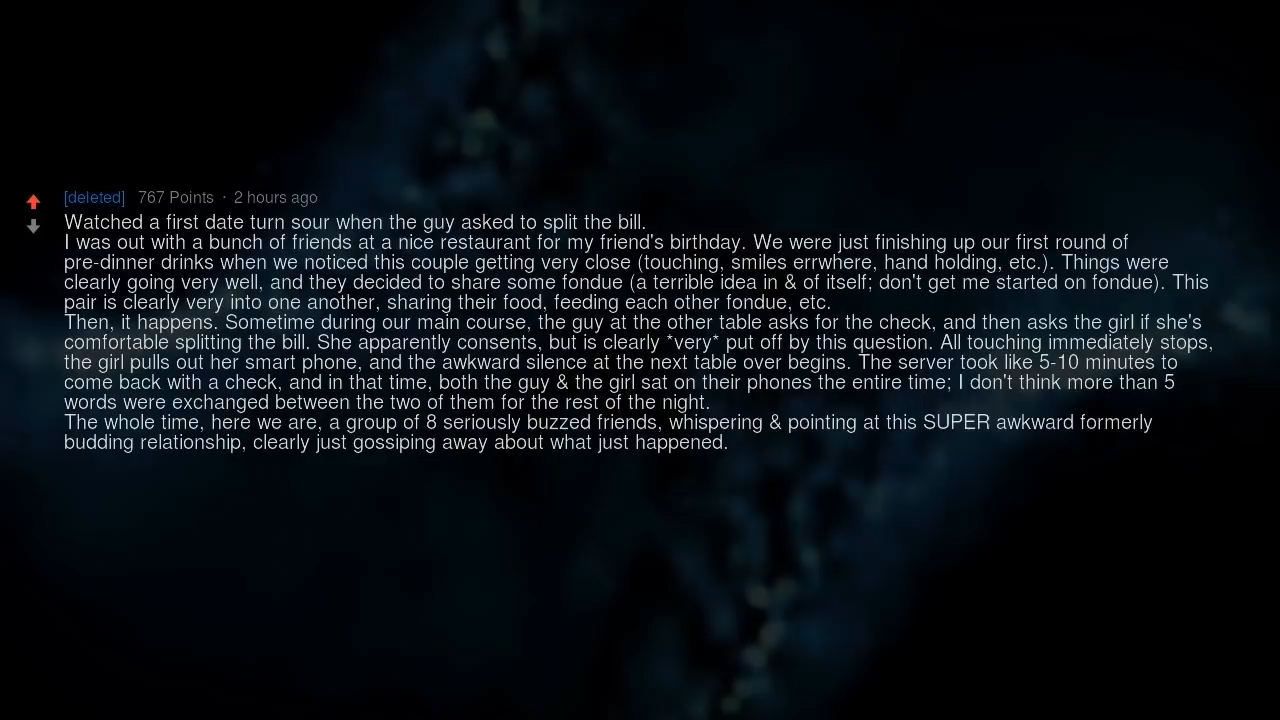 [deleted] 767 Points · 2 hours ago
Watched a first date turn sour when the guy asked to split the bill.
I was out with a bunch of friends at a nice restaurant for my friend's birthday. We were just finishing up our first round of
pre-dinner drinks when we noticed this couple getting very close (touching, smiles errwhere, hand holding, etc.). Things were
clearly going very well, and they decided to share some fondue (a terrible idea in & of itself; don't get me started on fondue). This
pair is clearly very into one another, sharing their food, feeding each other fondue, etc.
Then, it happens. Sometime during our main course, the guy at the other table asks for the check, and then asks the girl if she's
comfortable splitting the bill. She apparently consents, but is clearly *very* put off by this question. All touching immediately stops,
the girl pulls out her smart phone, and the awkward silence at the next table over begins. The server took like 5-10 minutes to
come back with a check, and in that time, both the guy & the girl sat on their phones the entire time; I don't think more than 5
words were exchanged between the two of them for the rest of the night.
The whole time, here we are, a group of 8 seriously buzzed friends, whispering & pointing at this SUPER awkward formerly
budding relationship, clearly just gossiping away about what just happened.